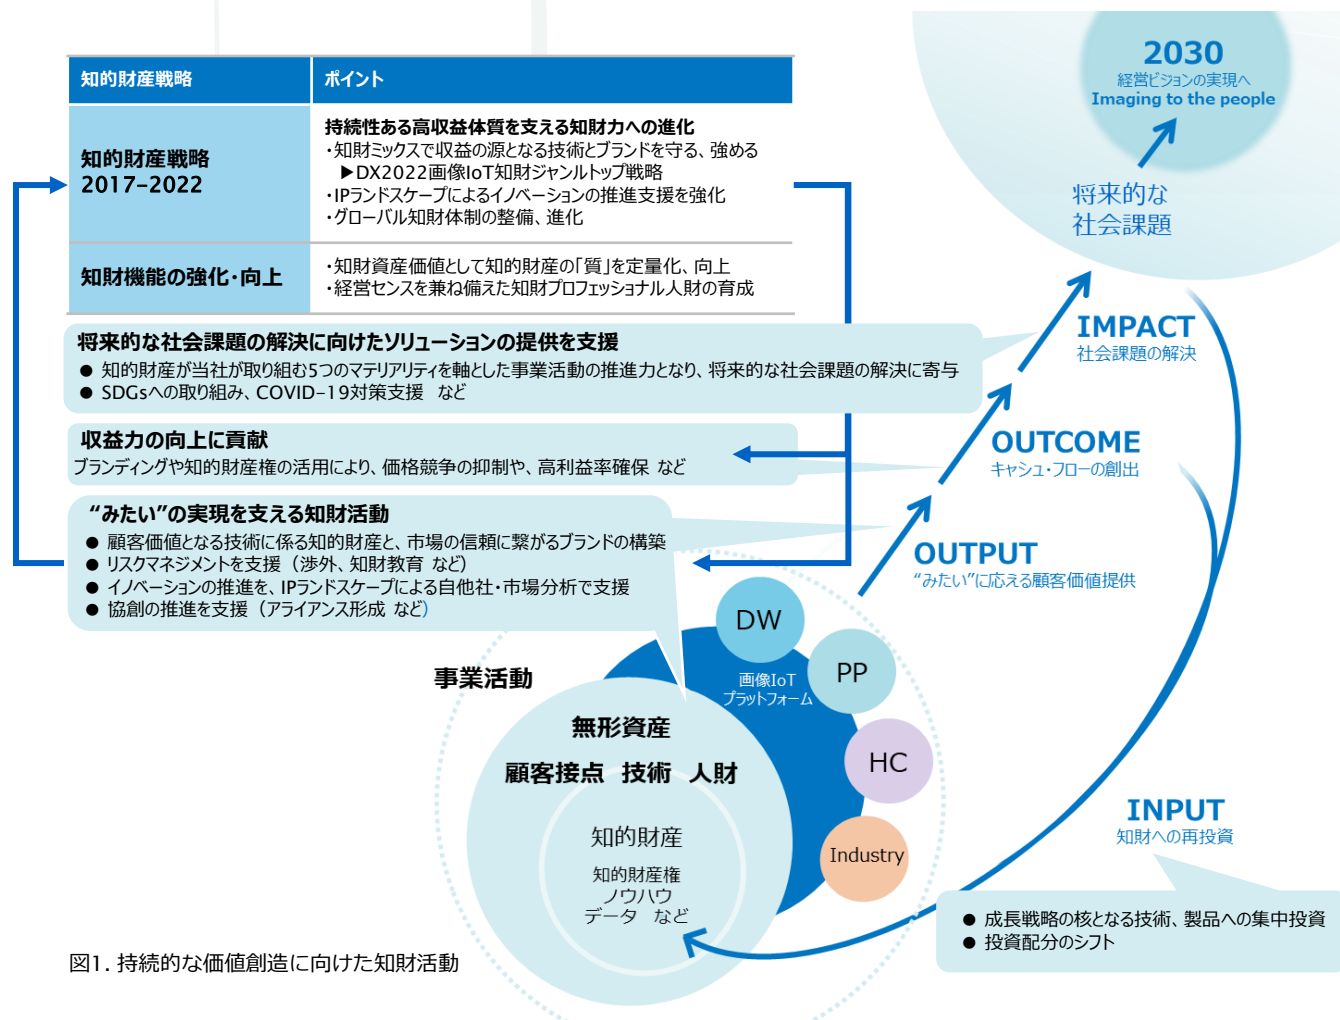 知的財産戦略
ポイント
知的財産戦略
2017-2022
持続性ある高収益体質を支える知財力への進化
・知財ミックスで収益の源となる技術とブランドを守る、強める
▶DX2022画像IoT知財ジャンルトップ戦略
・IPランドスケープによるイノベーションの推進支援を強化
・グローバル知財体制の整備、進化
知財機能の強化・向上
・知財資産価値として知的財産の「質」を定量化、向上
・経営センスを兼ね備えた知財プロフェッショナル人財の育成
将来的な社会課題の解決に向けたソリューションの提供を支援
● 知的財産が当社が取り組む5つのマテリアリティを軸とした事業活動の推進力となり、将来的な社会課題の解決に寄与
● SDGsへの取り組み、COVID-19対策支援 など
収益力の向上に貢献
ブランディングや知的財産権の活用により、価格競争の抑制や、高利益率確保 など
“みたい”の実現を支える知財活動
● 顧客価値となる技術に係る知的財産と、市場の信頼に繋がるブランドの構築
● リスクマネジメントを支援（渉外、知財教育 など）
● イノベーションの推進を、IPランドスケープによる自他社・市場分析で支援
● 協創の推進を支援（アライアンス形成 など）
2030
経営ビジョンの実現へ
Imaging to the people
将来的な
社会課題
IMPACT
社会課題の解決
OUTCOME
キャシュ・フローの創出
OUTPUT
“みたい”に応える顧客価値提供
事業活動
DW
PP
HC
Industry
画像IoT
プラットフォーム
無形資産
顧客接点 技術 人財
知的財産
知的財産権
ノウハウ
データ など
INPUT
知財への再投資
● 成長戦略の核となる技術、製品への集中投資
● 投資配分のシフト
図1. 持続的な価値創造に向けた知財活動